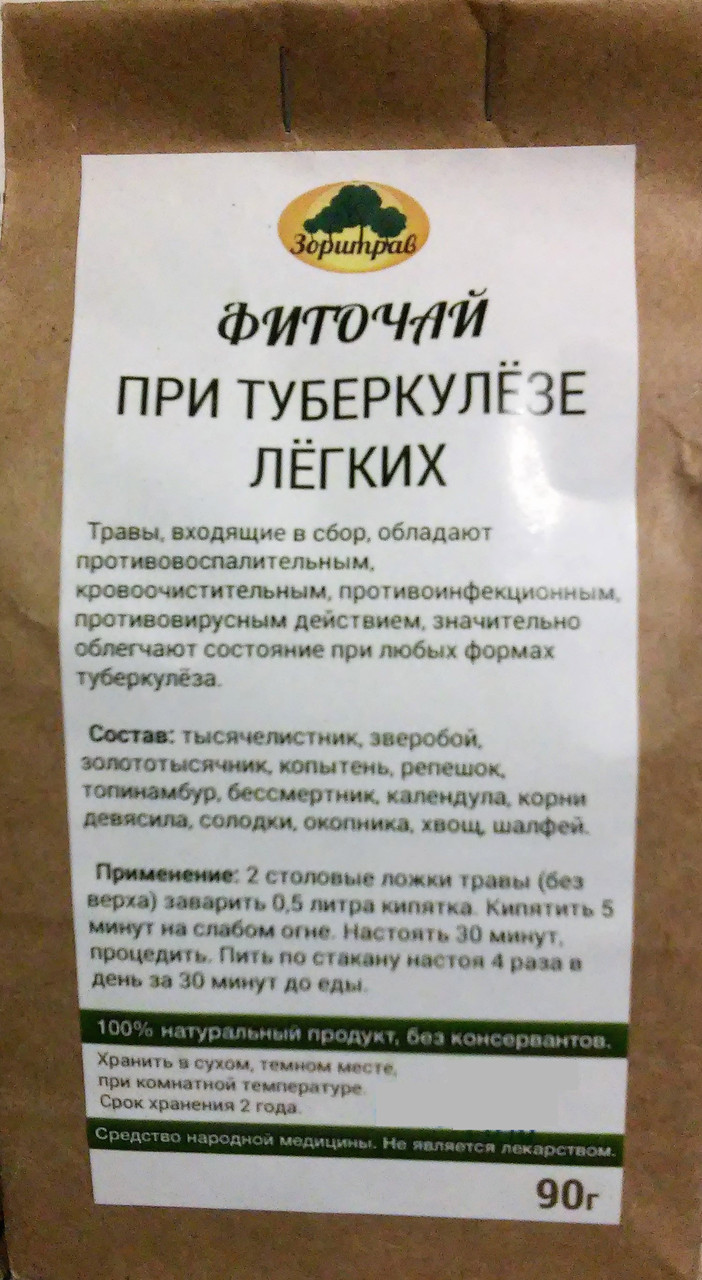 Зоритрав
ФИТОЧАЙ
ПРИ ТУБЕРКУЛЁЗЕ
ЛЁГКИХ
Травы, входящие в сбор, обладают
противовоспалительным,
кровоочистительным, противоинфекционным,
противовирусным действием, значительно
облегчают состояние при любых формах
туберкулёза.
Состав: тысячелистник, зверобой,
золототысячник, копытень, репешок,
топинамбур, бессмертник, календула, корни
девясила, солодки, окопника, хвощ, шалфей.
Применение: 2 столовые ложки травы (без
верха) заварить 0,5 литра кипятка. Кипятить 5
минут на слабом огне. Настоять 30 минут,
процедить. Пить по стакану настоя 4 раза в
день за 30 минут до еды.
100% натуральный продукт, без консервантов.
Хранить в сухом, темном месте,
при комнатной температуре.
Срок хранения 2 года.
Средство народной медицины. Не является лекарством.
90г